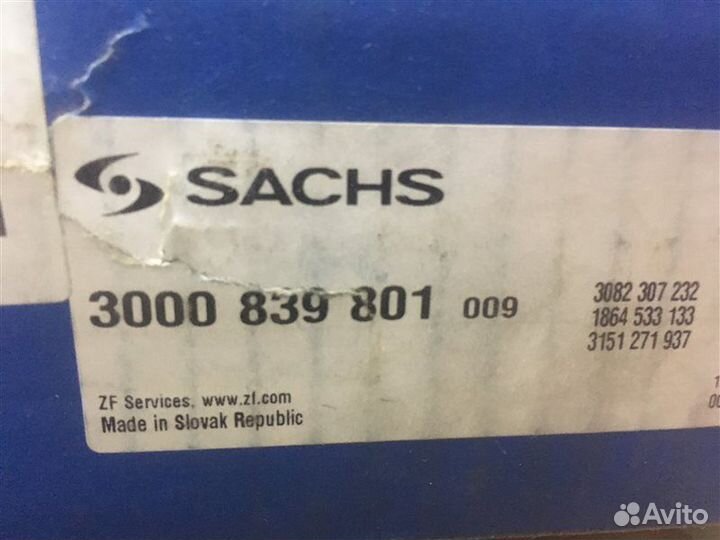 SACHS
3000 839 801 009
3082 307 232
1864 533 133
3151 271 937
ZF Services, www.zf.com
Made in Slovak Republic
Avito